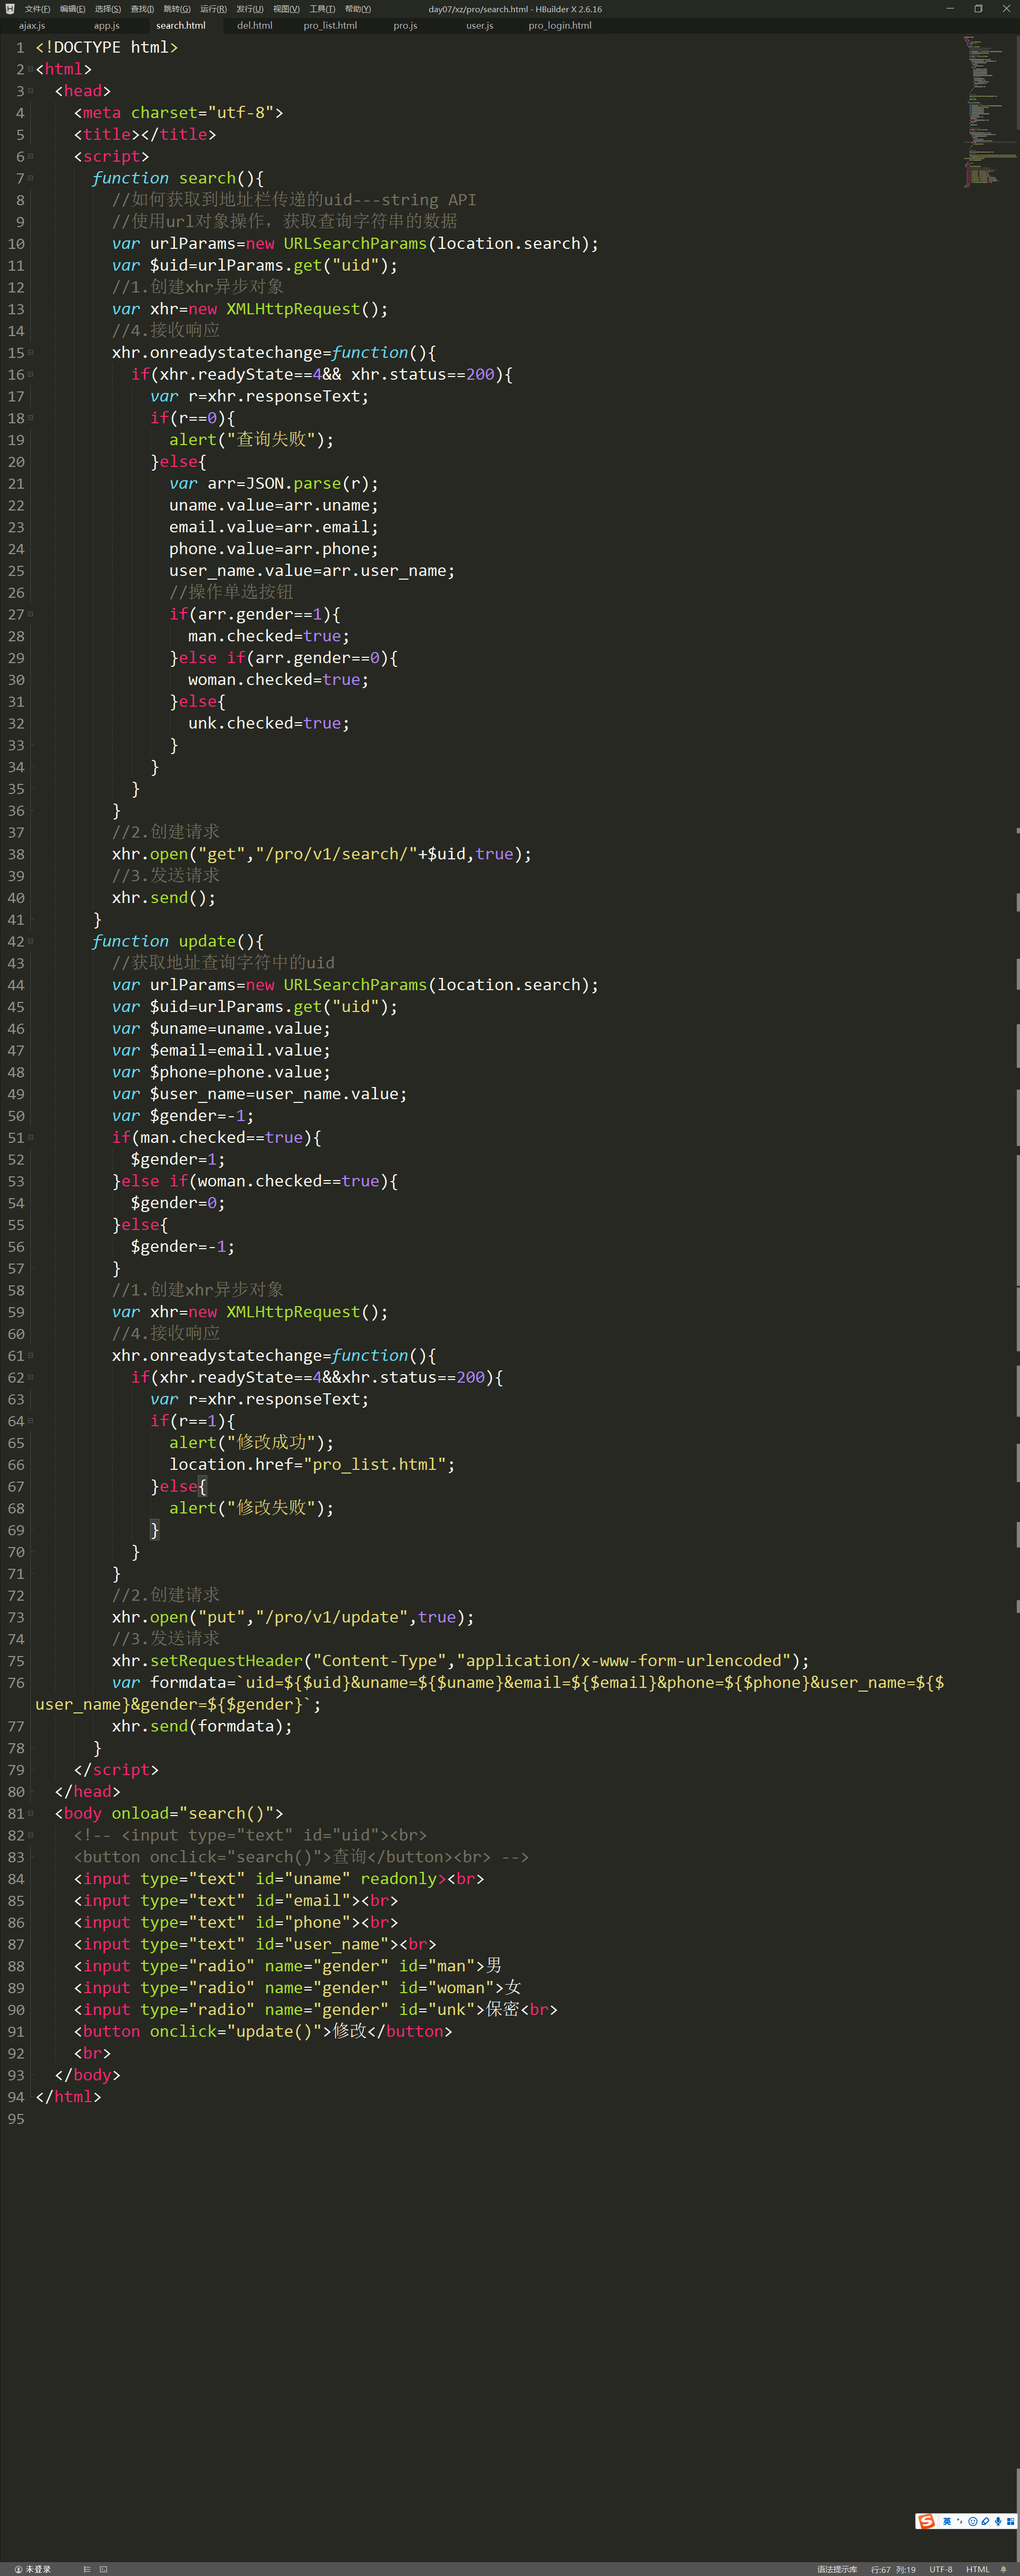 文件(F) 编辑(E) 选择(S) 查找(I) 跳转(G) 运行(R) 发行(U) 视图(V) 工具(T) 帮助(Y) day07/xz/pro/search.html - HBuilder X 2.6.16
ajax.js app.js search.html del.html pro_list.html pro.js user.js pro_login.html
1 <!DOCTYPE html>
2 <html>
3 <head>
4 <meta charset="utf-8">
5 <title></title>
6 <script>
7 function search(){
8 //如何获取到地址栏传递的uid---string API
9 //使用url对象操作，获取查询字符串的数据
10 var urlParams=new URLSearchParams(location.search);
11 var $uid=urlParams.get("uid");
12 //1.创建xhr异步对象
13 var xhr=new XMLHttpRequest();
14 //4.接收响应
15 xhr.onreadystatechange=function(){
16 if(xhr.readyState==4&& xhr.status==200){
17 var r=xhr.responseText;
18 if(r==0){
19 alert("查询失败");
20 }else{
21 var arr=JSON.parse(r);
22 uname.value=arr.uname;
23 email.value=arr.email;
24 phone.value=arr.phone;
25 user_name.value=arr.user_name;
26 //操作单选按钮
27 if(arr.gender==1){
28 man.checked=true;
29 }else if(arr.gender==0){
30 woman.checked=true;
31 }else{
32 unk.checked=true;
33 }
34 }
35 }
36 }
37 //2.创建请求
38 xhr.open("get","/pro/v1/search/"+$uid,true);
39 //3.发送请求
40 xhr.send();
41 }
42 function update(){
43 //获取地址查询字符中的uid
44 var urlParams=new URLSearchParams(location.search);
45 var $uid=urlParams.get("uid");
46 var $uname=uname.value;
47 var $email=email.value;
48 var $phone=phone.value;
49 var $user_name=user_name.value;
50 var $gender=-1;
51 if(man.checked==true){
52 $gender=1;
53 }else if(woman.checked==true){
54 $gender=0;
55 }else{
56 $gender=-1;
57 }
58 //1.创建xhr异步对象
59 var xhr=new XMLHttpRequest();
60 //4.接收响应
61 xhr.onreadystatechange=function(){
62 if(xhr.readyState==4&&xhr.status==200){
63 var r=xhr.responseText;
64 if(r==1){
65 alert("修改成功");
66 location.href="pro_list.html";
67 }else{
68 alert("修改失败");
69 }
70 }
71 }
72 //2.创建请求
73 xhr.open("put","/pro/v1/update",true);
74 //3.发送请求
75 xhr.setRequestHeader("Content-Type","application/x-www-form-urlencoded");
76 var formdata=`uid=${$uid}&uname=${$uname}&email=${$email}&phone=${$phone}&user_name=${$
user_name}&gender=${$gender}`;
77 xhr.send(formdata);
78 }
79 </script>
80 </head>
81 <body onload="search()">
82 <!-- <input type="text" id="uid"><br>
83 <button onclick="search()">查询</button><br> -->
84 <input type="text" id="uname" readonly><br>
85 <input type="text" id="email"><br>
86 <input type="text" id="phone"><br>
87 <input type="text" id="user_name"><br>
88 <input type="radio" name="gender" id="man">男
89 <input type="radio" name="gender" id="woman">女
90 <input type="radio" name="gender" id="unk">保密<br>
91 <button onclick="update()">修改</button>
92 <br>
93 </body>
94 </html>
95
英
未登录 语法提示库 行:67 列:19 UTF-8 HTML